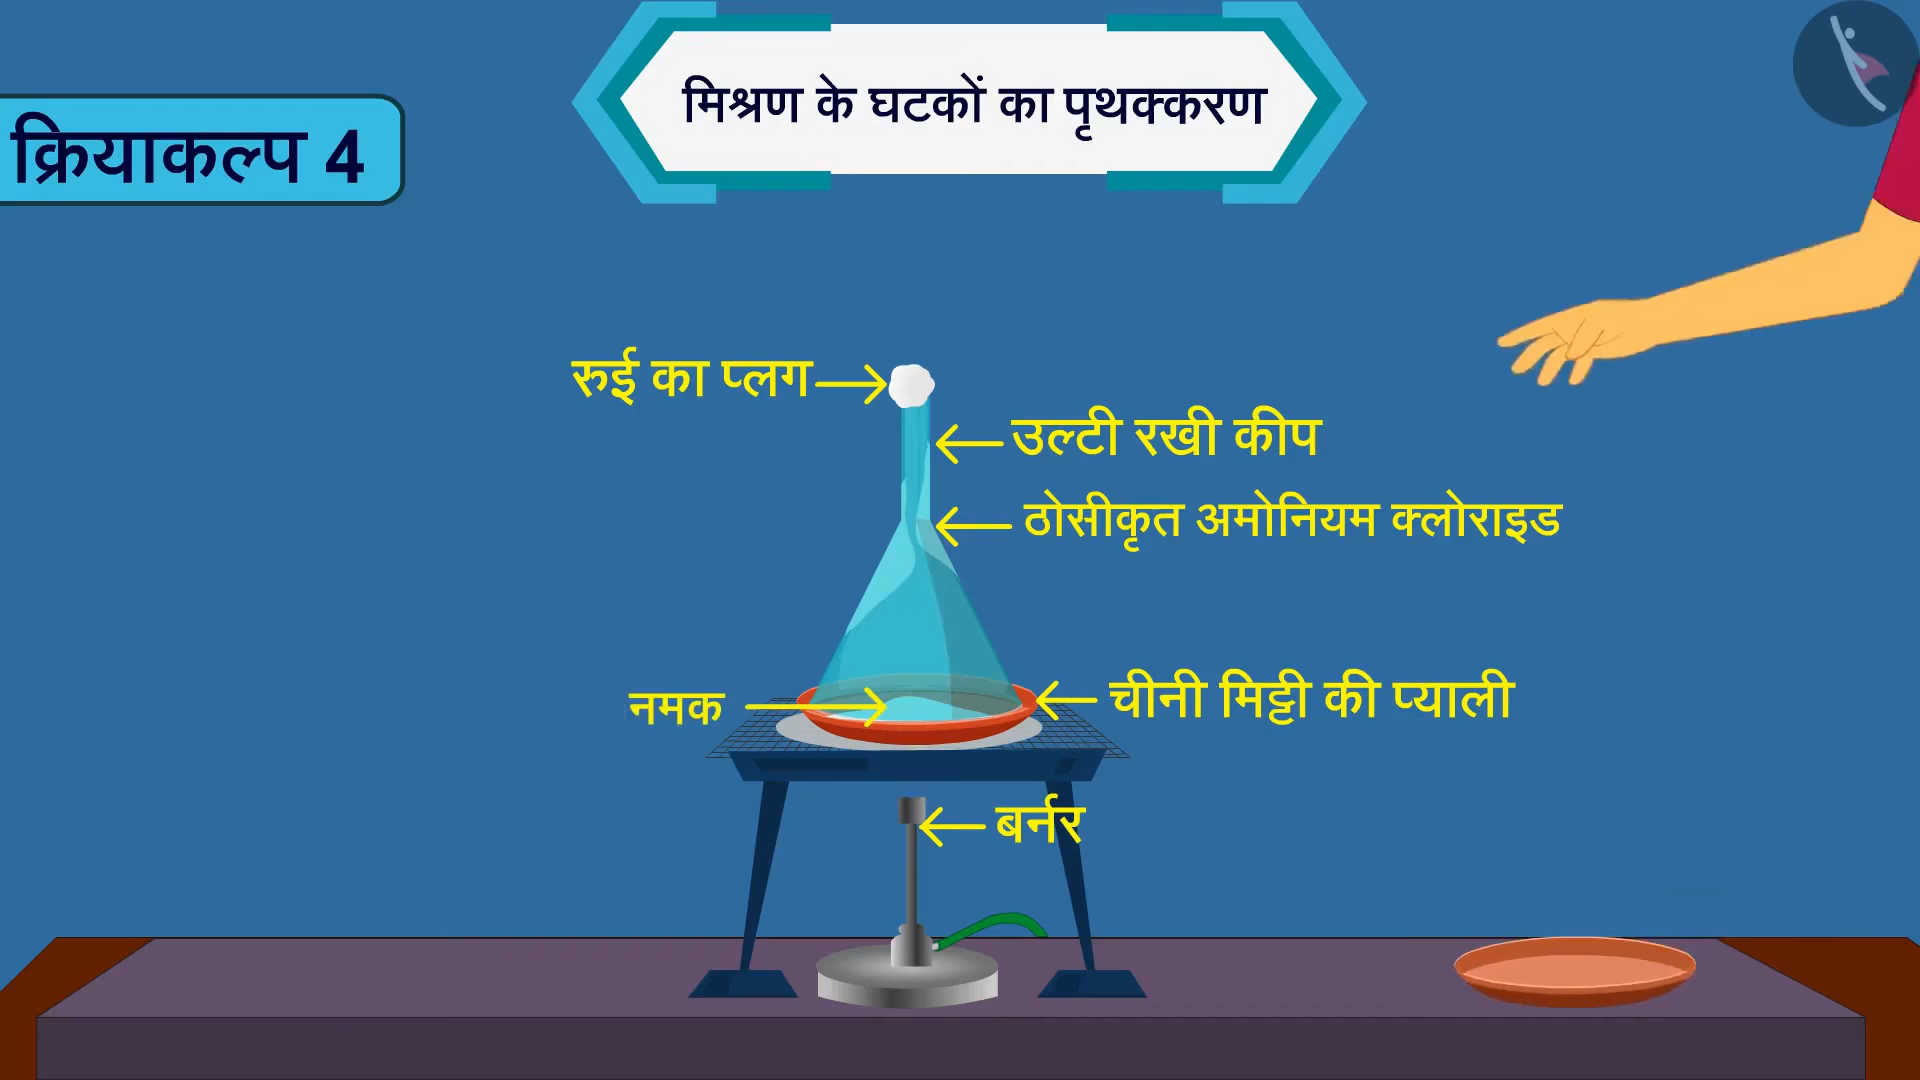 मिश्रण के घटकों का पृथक्करण
क्रियाकल्प 4
रुई का प्लग
उल्टी रखी कीप
ठोसीकृत अमोनियम क्लोराइड
चीनी मिट्टी की प्याली
नमक
बर्नर